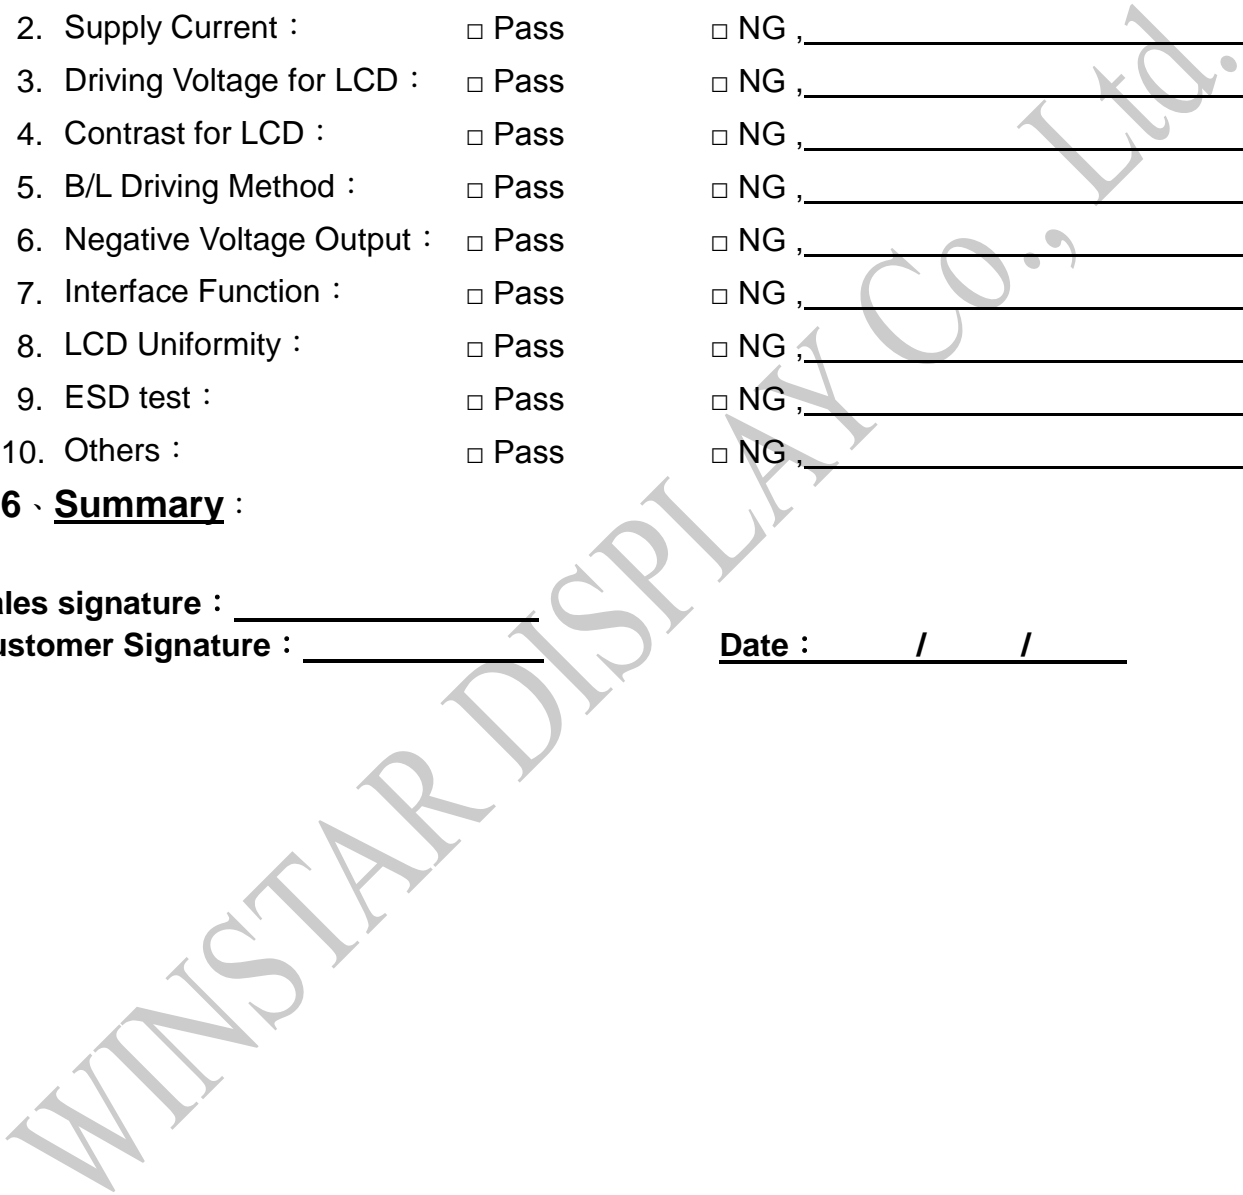 2. Supply Current： □ Pass □ NG ,
3. Driving Voltage for LCD： □ Pass □ NG ,
4. Contrast for LCD： □ Pass □ NG ,
5. B/L Driving Method： □ Pass □ NG ,
6. Negative Voltage Output： □ Pass □ NG ,
7. Interface Function： □ Pass □ NG ,
8. LCD Uniformity： □ Pass □ NG ,
9. ESD test： □ Pass □ NG ,
10. Others： □ Pass □ NG ,
6、Summary：
ales signature：
ustomer Signature： Date： / /
WINSTAR DISPLAY Co., Ltd.